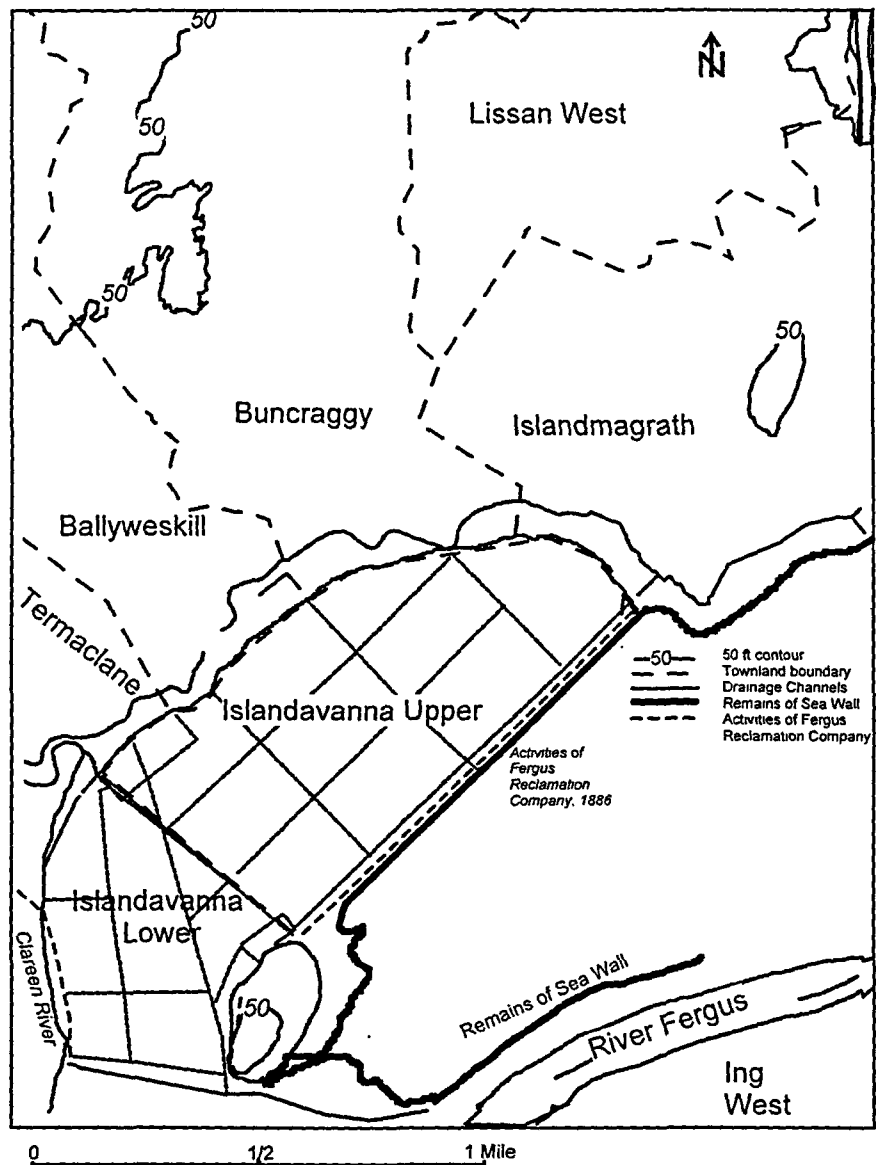 50
N
Lissan West
50
50
50
Buncraggy
Islandmagrath
Ballyweskill
Termaclane
50 50 ft contour
Townland boundary
Drainage Channels
Remains of Sea Wall
Activities of Fergus
Reclamation Company
Islandavanna Upper
Activities of
Fergus
Reclamation
Company, 1886
Islandavanna
Lower
Clareen River
50
Remains of Sea Wall
River Fergus
Ing
West
0 1/2 1 Mile